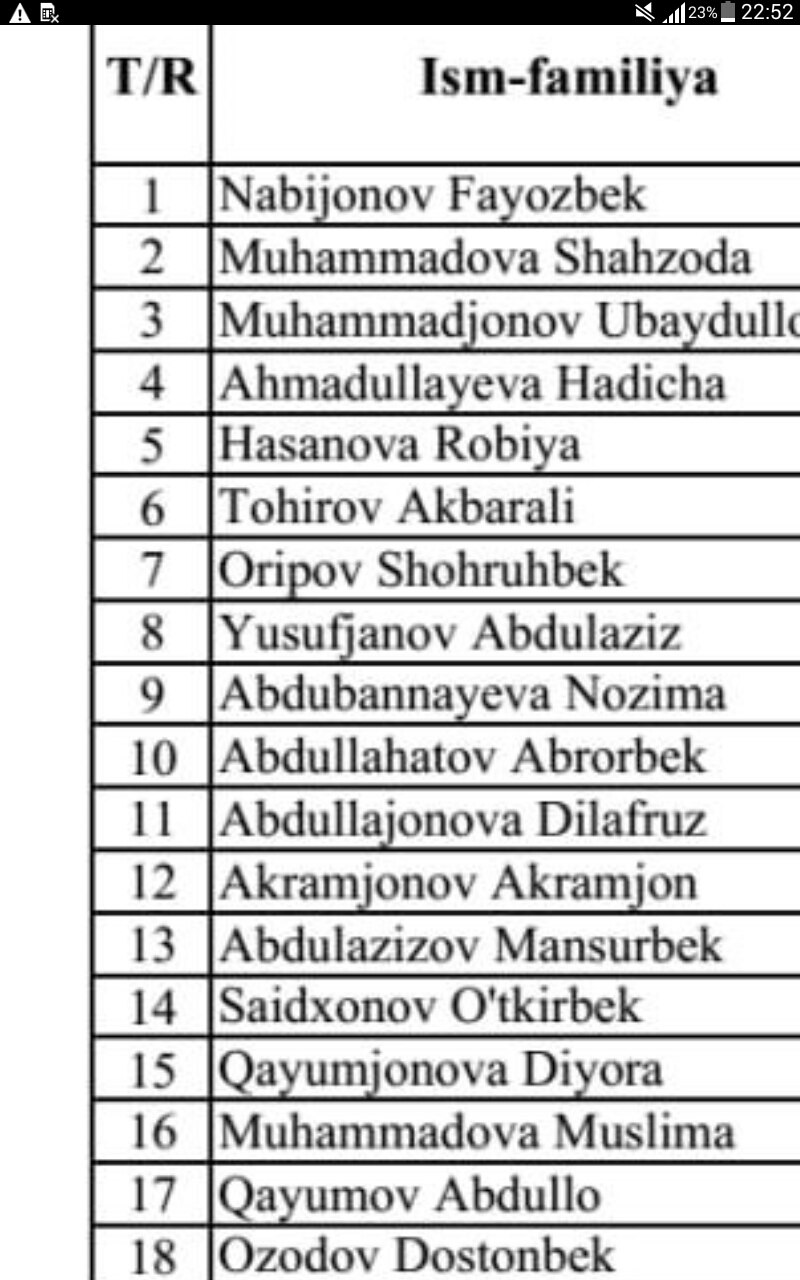 23% 22:52
T/R Ism-familiya
1 Nabijonov Fayozbek
2 Muhammadova Shahzoda
3 Muhammadjonov
4 Ahmadullayeva Hadicha
5 Hasanova Robiya
6 Tohirov Akbarali
7 Oripov Shohruhbek
8 Yusufjanov Abdulaziz
9 Abdubannayeva Nozima
10 Abdullahatov Abrorbek
11 Abdullajonova Dilafruz
12 Akramjonov Akramjon
13 Abdulazizov Mansurbek
14 Saidxonov O'tkirbek
15 Qayumjonova Diyora
16 Muhammadova Muslima
17 Qayumov Abdullo
18 Ozodov Dostonbek